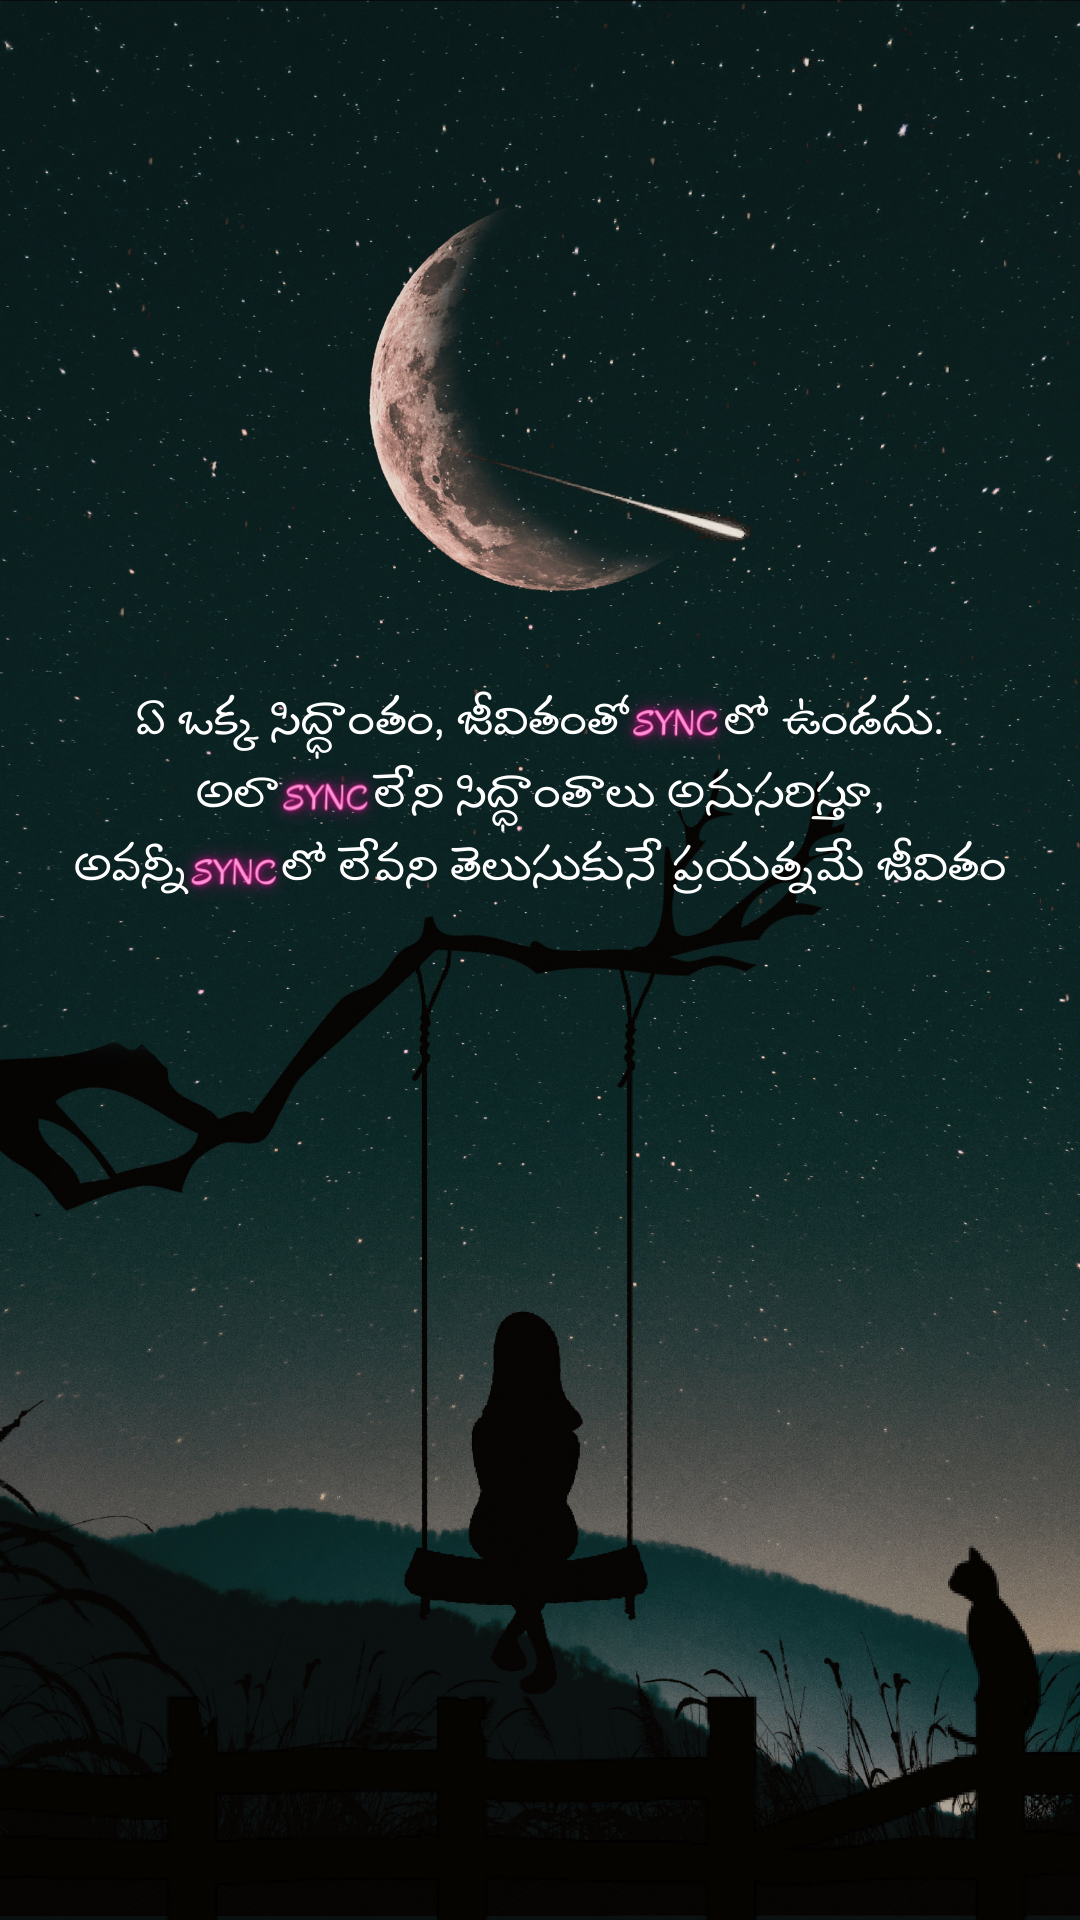 ఏ ఒక్క సిద్ధాంతం, జీవితంతో SYNC లో ఉండదు.
అలా SYNC లేని సిద్ధాంతాలు అనుసరిస్తూ,
అవన్నీ SYNC లో లేవని తెలుసుకునే ప్రయత్నమే జీవితం